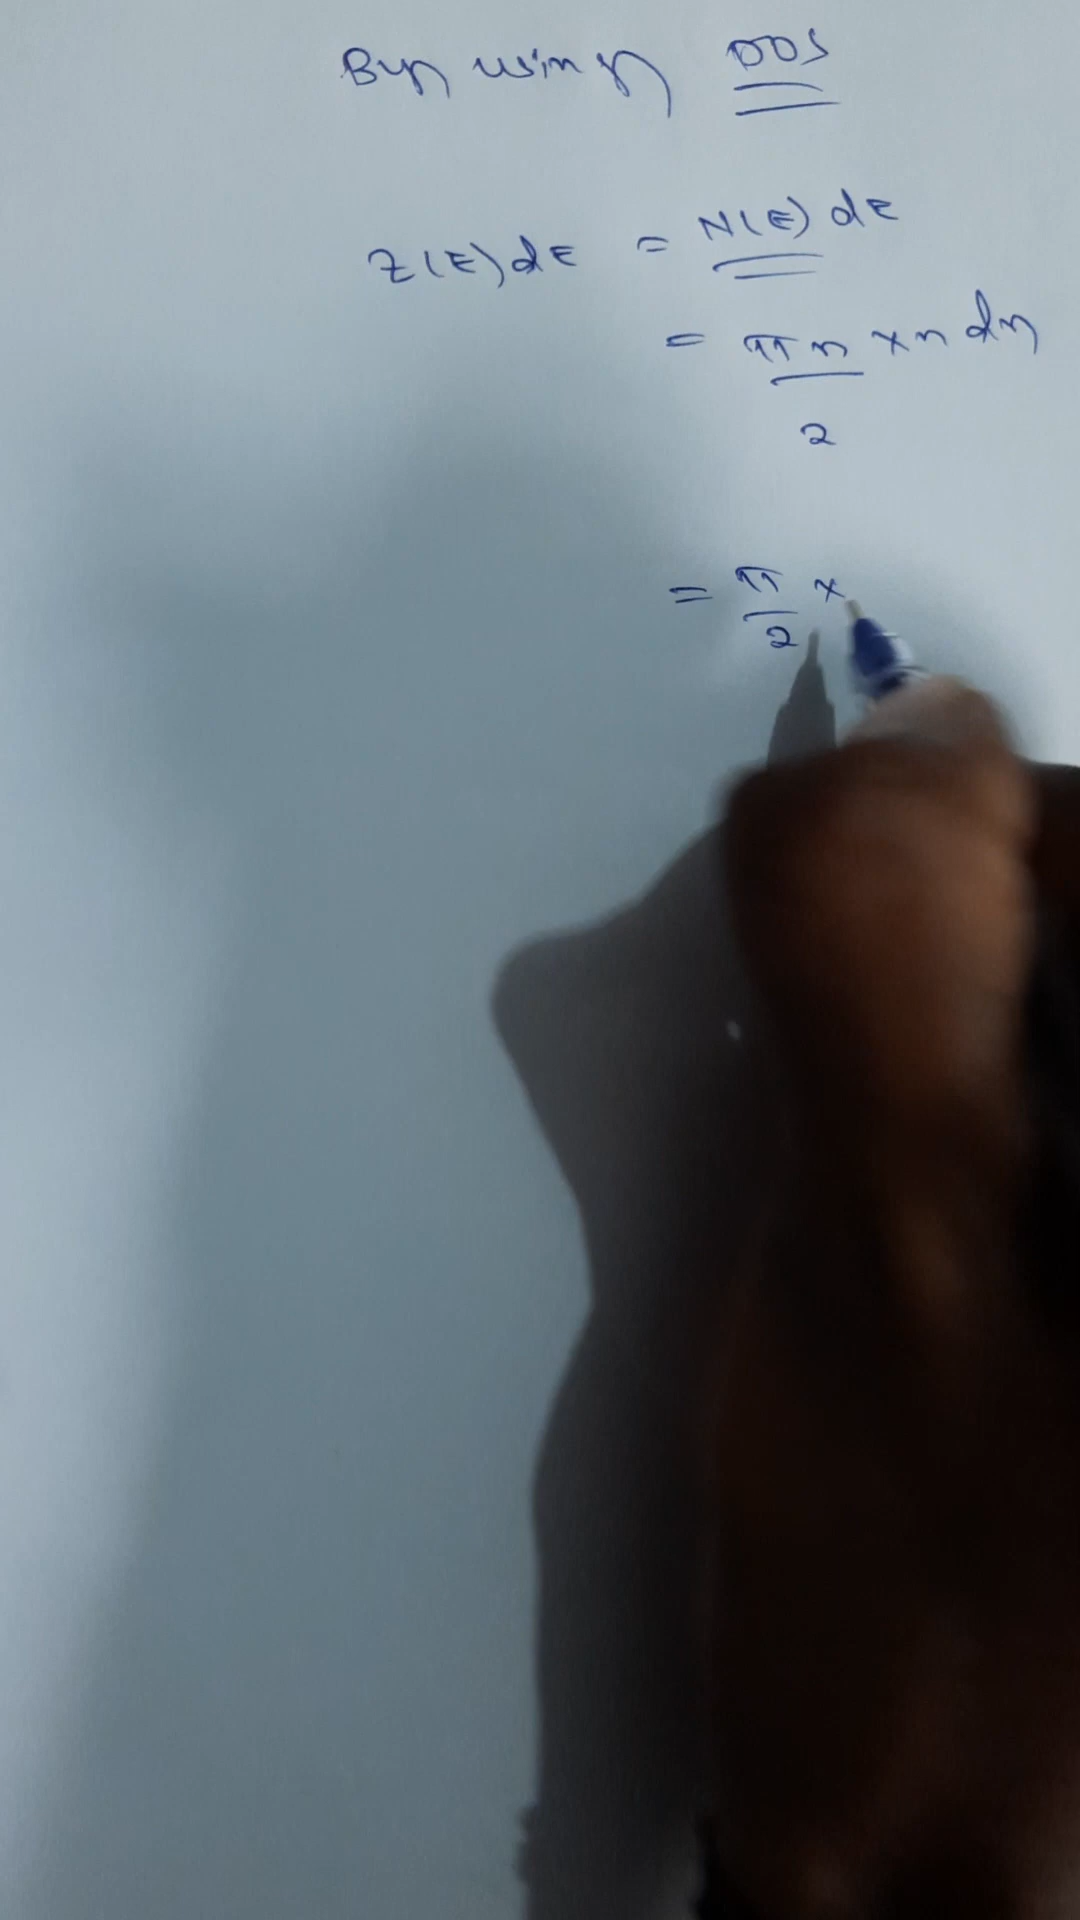 By using DOS
Z(E)dE = N(E) dE
= πn/2 × n dn
= π/2 ×